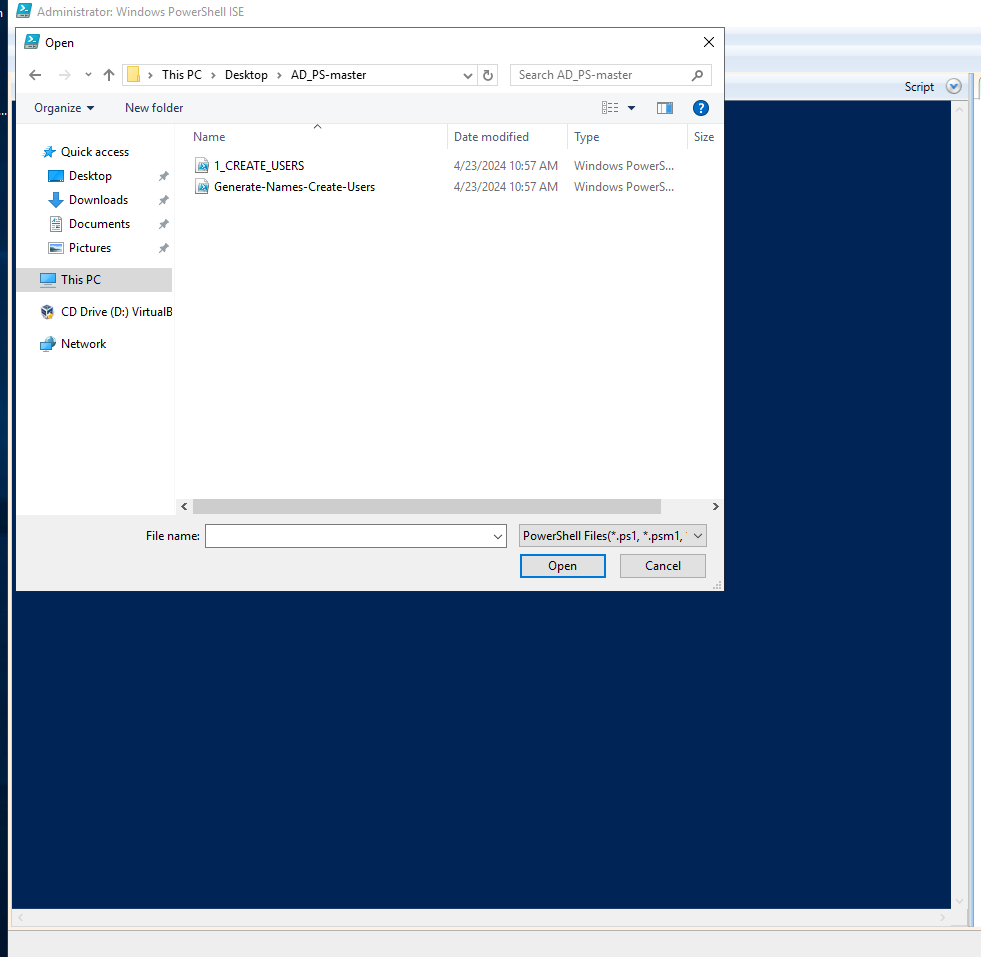 Administrator: Windows PowerShell ISE
Open
This PC > Desktop > AD_PS-master
Search AD_PS-master
Organize
New folder
Script
Name
Date modified
Type
Size
Quick access
Desktop
Downloads
Documents
Pictures
This PC
CD Drive (D:) VirtualB
Network
1_CREATE_USERS 4/23/2024 10:57 AM Windows PowerS...
Generate-Names-Create-Users 4/23/2024 10:57 AM Windows PowerS...
File name:
PowerShell Files(*.ps1, *.psm1,
Open
Cancel